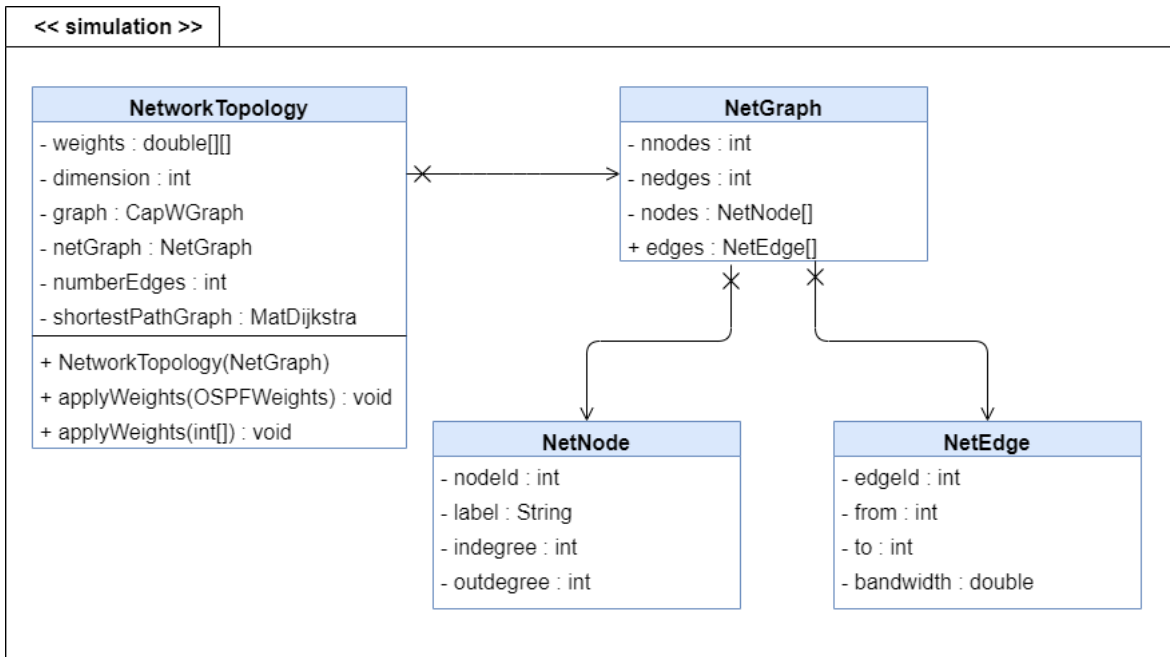 << simulation >>
NetworkTopology
- weights : double[][]
- dimension : int
- graph : CapWGraph
- netGraph : NetGraph
- numberEdges : int
- shortestPathGraph : MatDijkstra
+ NetworkTopology(NetGraph)
+ applyWeights(OSPFWeights) : void
+ applyWeights(int[]) : void
NetGraph
- nnodes : int
- nedges : int
- nodes : NetNode[]
+ edges : NetEdge[]
NetNode
- nodeId : int
- label : String
- indegree : int
- outdegree : int
NetEdge
- edgeId : int
- from : int
- to : int
- bandwidth : double